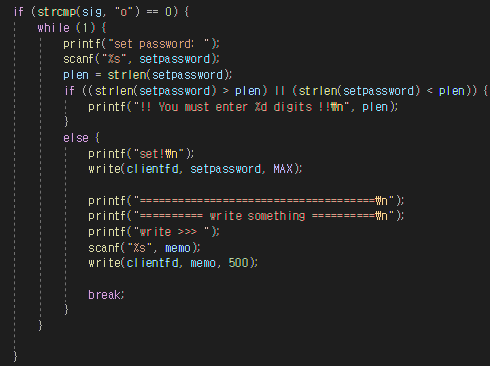 if (strcmp(sig, "o") == 0) {
while (1) {
printf("set password: ");
scanf("%s", setpassword);
plen = strlen(setpassword);
if ((strlen(setpassword) > plen) || (strlen(setpassword) < plen)) {
printf("!! You must enter %d digits !!₩n", plen);
}
else {
printf("set!₩n");
write(clientfd, setpassword, MAX);
printf("=====================================₩n");
printf("========== write something ==========₩n");
printf("write >>> ");
scanf("%s", memo);
write(clientfd, memo, 500);
break;
}
}
}